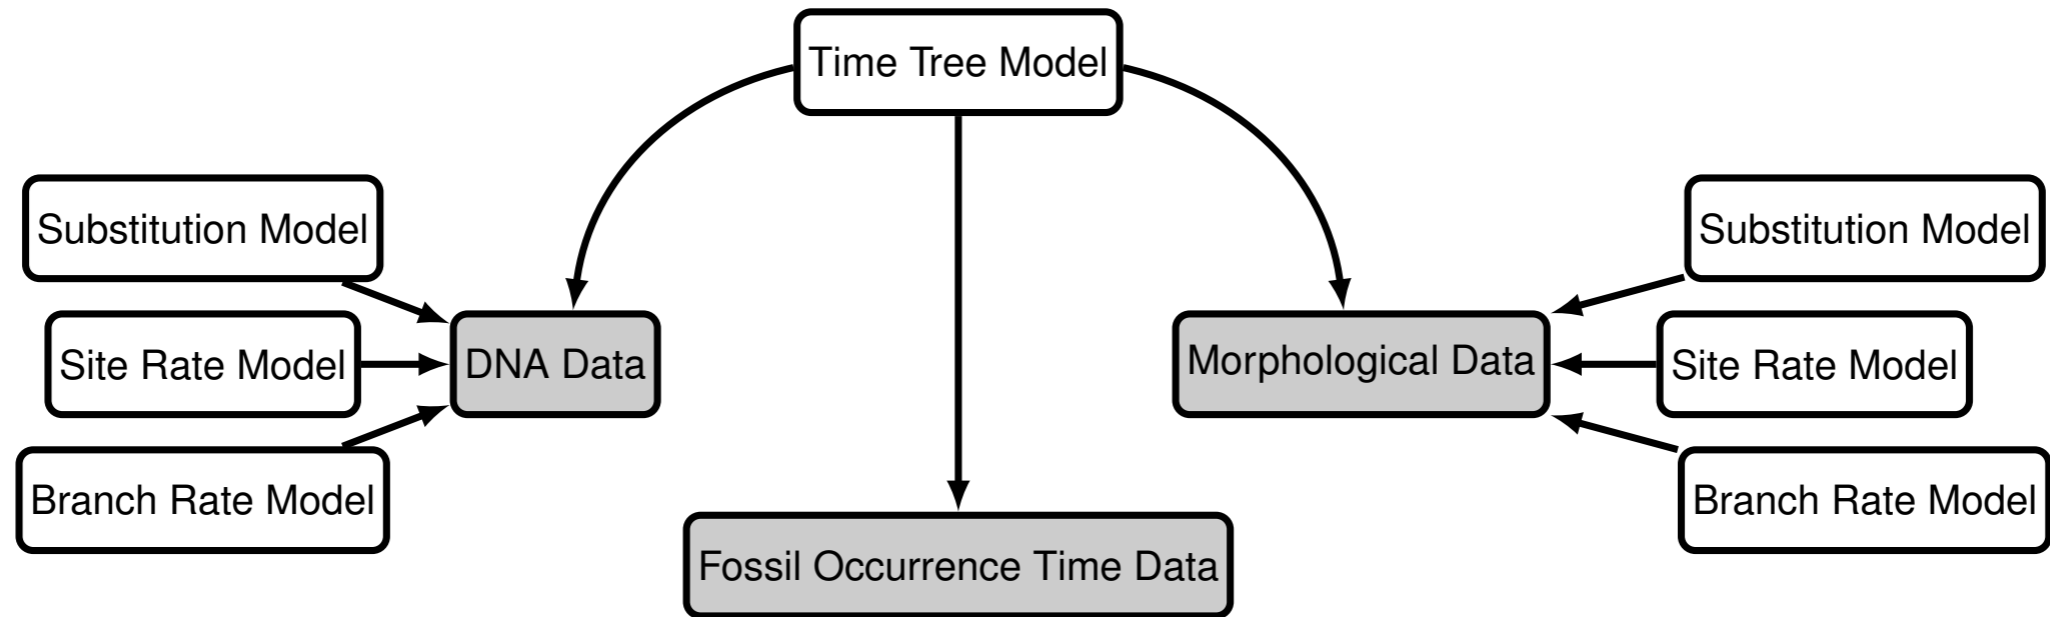 Time Tree Model
Substitution Model
Substitution Model
Site Rate Model
DNA Data
Morphological Data
Site Rate Model
Branch Rate Model
Branch Rate Model
Fossil Occurrence Time Data